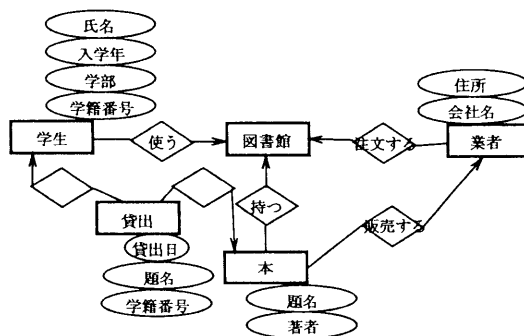 氏名
入学年
学部
学籍番号
住所
会社名
学生
使う
図書館
注文する
業者
貸出
持つ
販売する
貸出日
本
題名
学籍番号
題名
著者